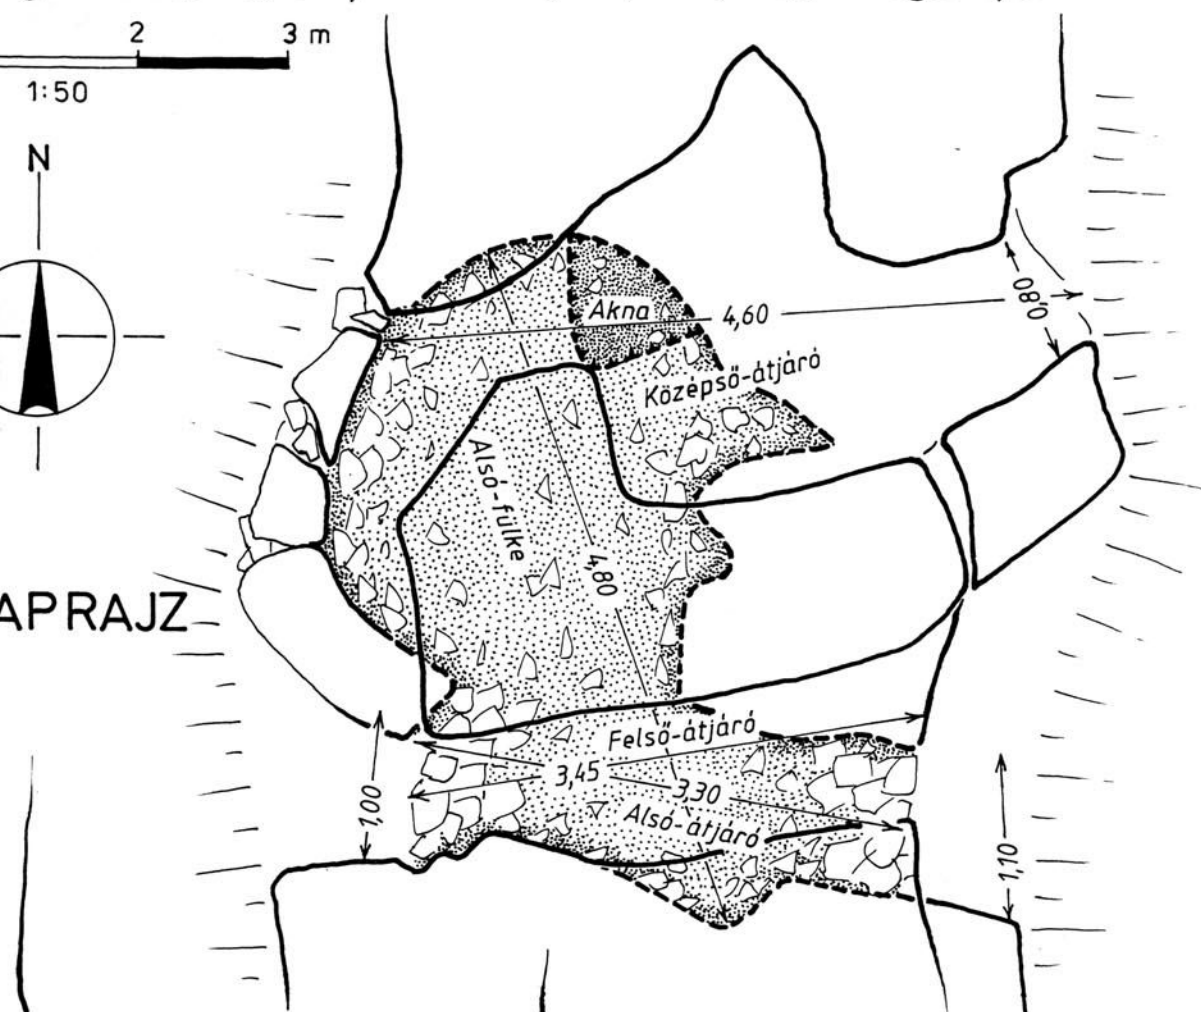 2 3 m
1:50
N
Akna
4,60
0,80
Középső-átjáró
Alsó-fülke
4,80
APRAJZ
Felső-átjáró
3,45
3,30
1,00
Alsó-átjáró
1,10